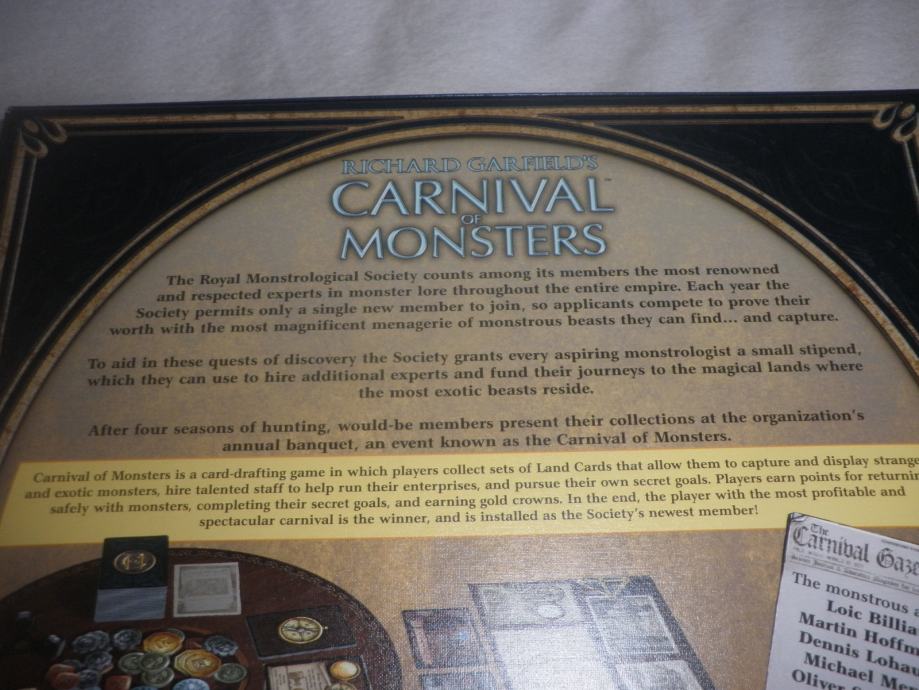 RICHARD GARFIELD'S
CARNIVAL™
OF
MONSTERS
The Royal Monstrological Society counts among its members the most renowned
and respected experts in monster lore throughout the entire empire. Each year the
Society permits only a single new member to join, so applicants compete to prove their
worth with the most magnificent menagerie of monstrous beasts they can find... and capture.
To aid in these quests of discovery the Society grants every aspiring monstrologist a small stipend,
which they can use to hire additional experts and fund their journeys to the magical lands where
the most exotic beasts reside.
After four seasons of hunting, would-be members present their collections at the organization's
annual banquet, an event known as the Carnival of Monsters.
Carnival of Monsters is a card-drafting game in which players collect sets of Land Cards that allow them to capture and display strange
and exotic monsters, hire talented staff to help run their enterprises, and pursue their own secret goals. Players earn points for returnin
safely with monsters, completing their secret goals, and earning gold crowns. In the end, the player with the most profitable and
spectacular carnival is the winner, and is installed as the Society's newest member!
The
Carnival Gaze
The monstrous a
Loic Billia
Martin Hoffm
Dennis Lohau
Michael Me
Oliver